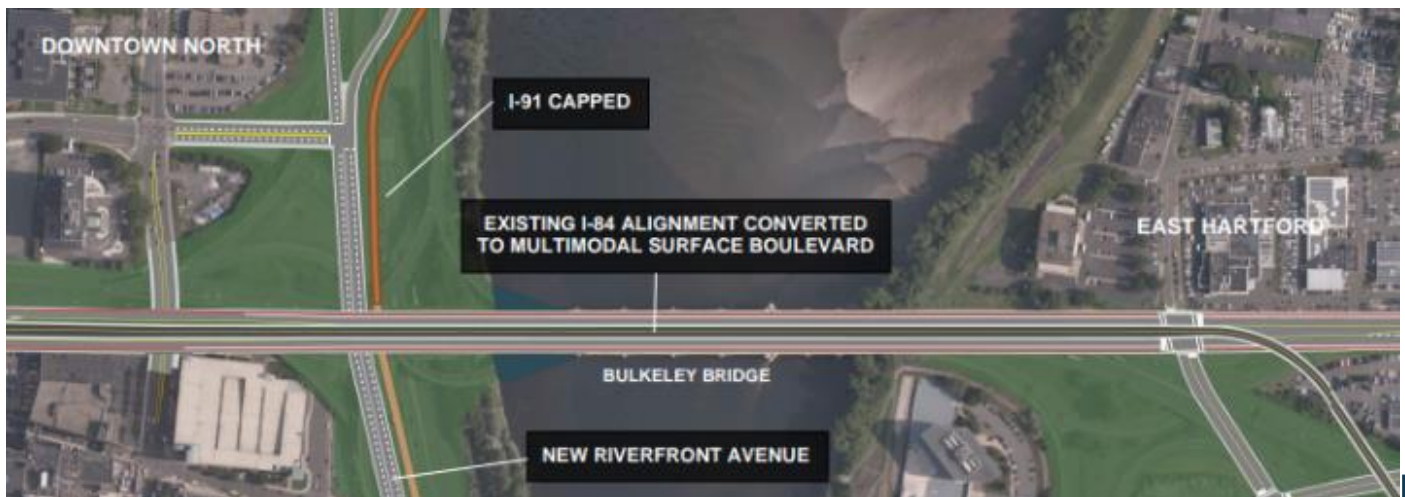 DOWNTOWN NORTH
I-91 CAPPED
EXISTING I-84 ALIGNMENT CONVERTED
TO MULTIMODAL SURFACE BOULEVARD
EAST HARTFORD
BULKELEY BRIDGE
NEW RIVERFRONT AVENUE